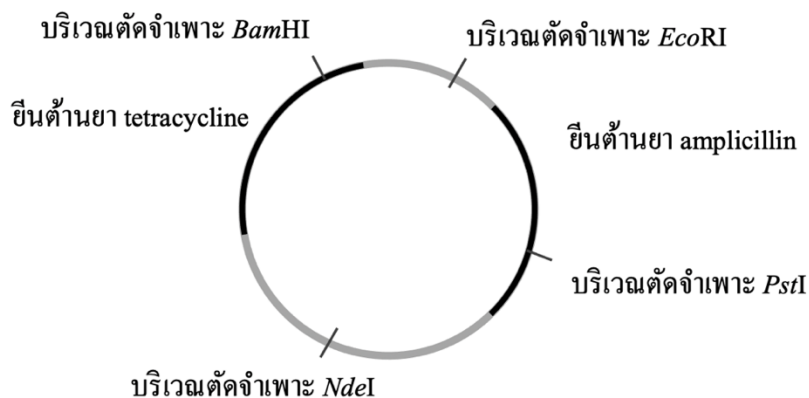 บริเวณตัดจำเพาะ BamHI
บริเวณตัดจำเพาะ EcoRI
ยีนต้านยา tetracycline
ยีนต้านยา amplicillin
บริเวณตัดจำเพาะ PstI
บริเวณตัดจำเพาะ NdeI